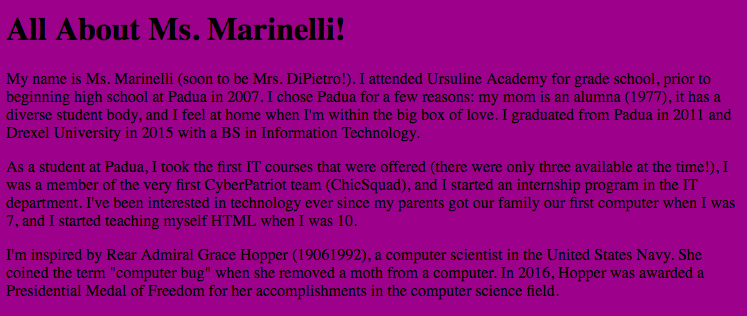 All About Ms. Marinelli!
My name is Ms. Marinelli (soon to be Mrs. DiPietro!). I attended Ursuline Academy for grade school, prior to
beginning high school at Padua in 2007. I chose Padua for a few reasons: my mom is an alumna (1977), it has a
diverse student body, and I feel at home when I'm within the big box of love. I graduated from Padua in 2011 and
Drexel University in 2015 with a BS in Information Technology.
As a student at Padua, I took the first IT courses that were offered (there were only three available at the time!), I
was a member of the very first CyberPatriot team (ChicSquad), and I started an internship program in the IT
department. I've been interested in technology ever since my parents got our family our first computer when I was
7, and I started teaching myself HTML when I was 10.
I'm inspired by Rear Admiral Grace Hopper (19061992), a computer scientist in the United States Navy. She
coined the term "computer bug" when she removed a moth from a computer. In 2016, Hopper was awarded a
Presidential Medal of Freedom for her accomplishments in the computer science field.